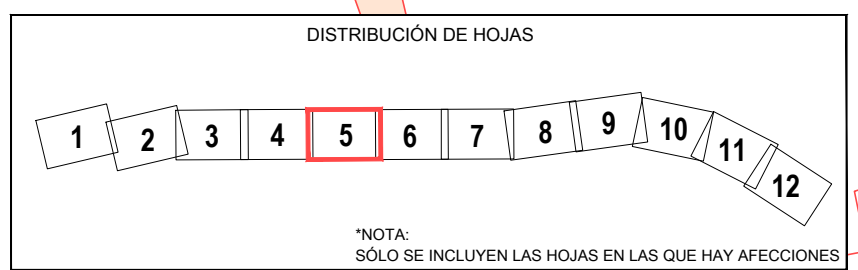 DISTRIBUCIÓN DE HOJAS
1 2 3 4 5 6 7 8 9 10 11 12
*NOTA:
SÓLO SE INCLUYEN LAS HOJAS EN LAS QUE HAY AFECCIONES